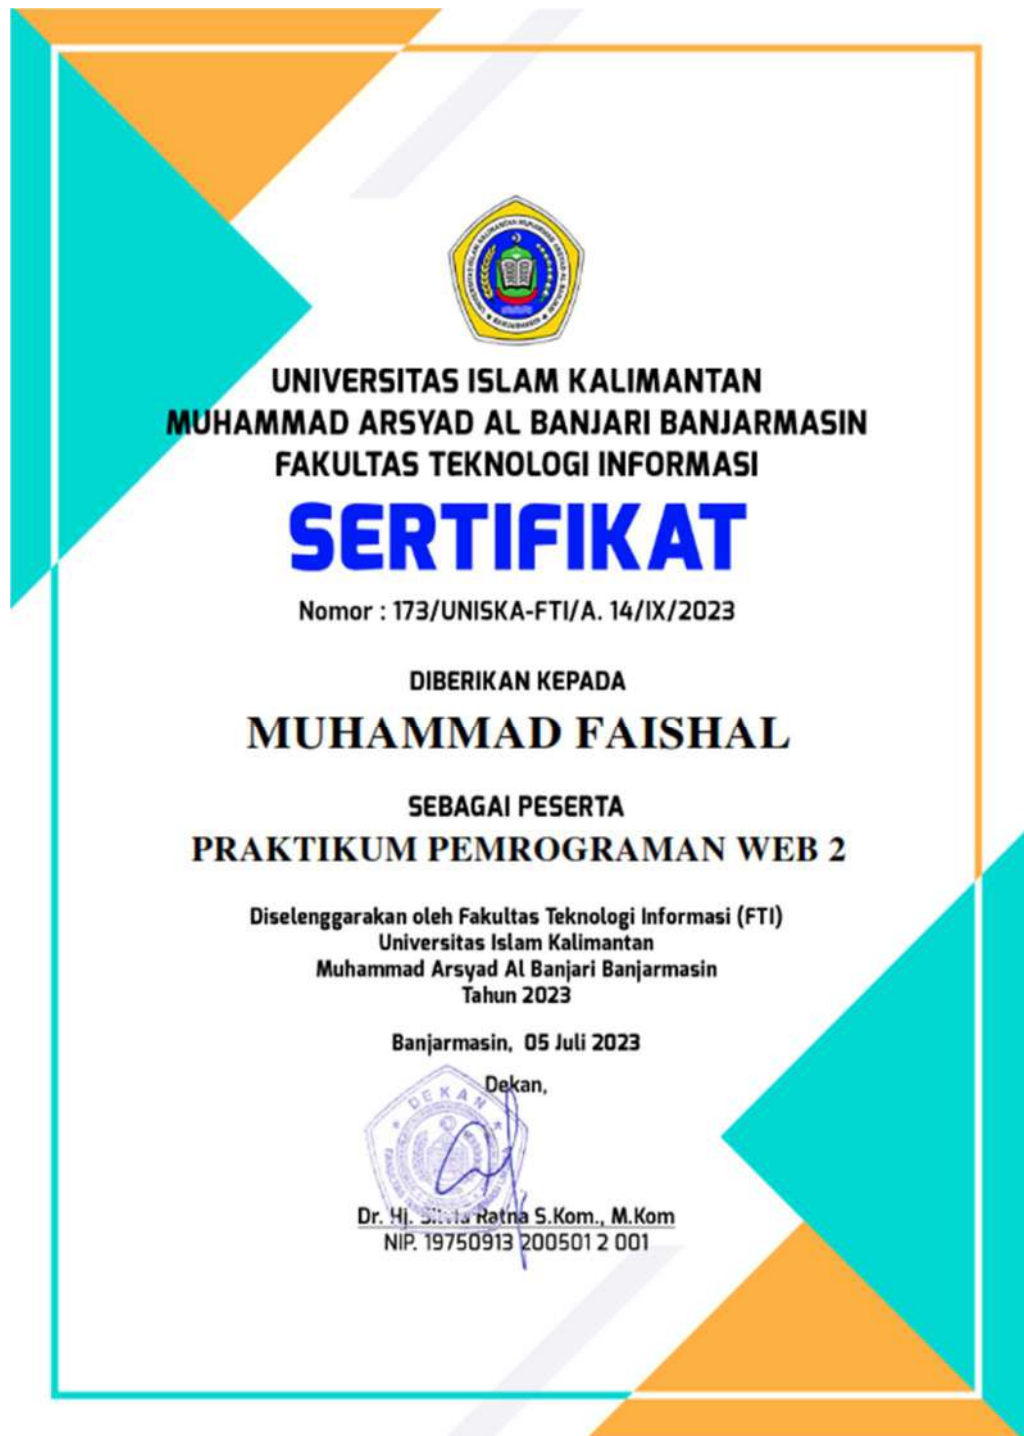 UNIVERSITAS ISLAM KALIMANTAN
MUHAMMAD ARSYAD AL BANJARI BANJARMASIN
FAKULTAS TEKNOLOGI INFORMASI
SERTIFIKAT
Nomor : 173/UNISKA-FTI/A. 14/IX/2023
DIBERIKAN KEPADA
MUHAMMAD FAISHAL
SEBAGAI PESERTA
PRAKTIKUM PEMROGRAMAN WEB 2
Diselenggarakan oleh Fakultas Teknologi Informasi (FTI)
Universitas Islam Kalimantan
Muhammad Arsyad Al Banjari Banjarmasin
Tahun 2023
Banjarmasin, 05 Juli 2023
Dekan,
DEKAN
Dr. Hj. Silvia Ratna S.Kom., M.Kom
NIP. 19750913 200501 2 001